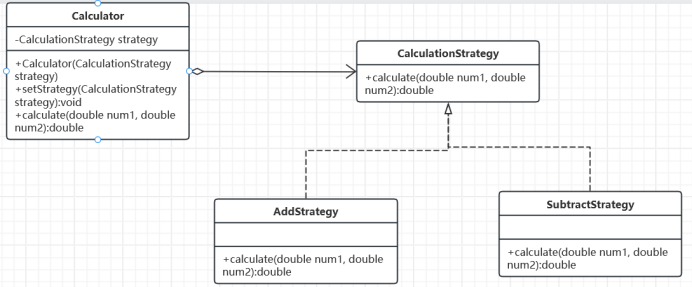 Calculator
-CalculationStrategy strategy
+Calculator(CalculationStrategy
strategy)
+setStrategy(CalculationStrategy
strategy):void
+calculate(double num1, double
num2):double
CalculationStrategy
+calculate(double num1, double
num2):double
AddStrategy
+calculate(double num1, double
num2):double
SubtractStrategy
+calculate(double num1, double
num2):double